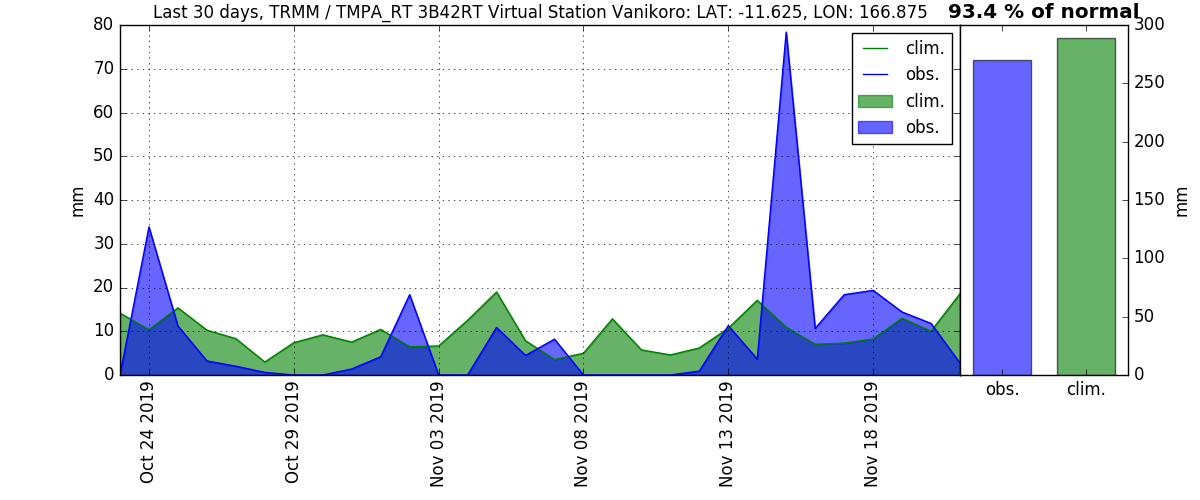 Last 30 days, TRMM / TMPA_RT 3B42RT Virtual Station Vanikoro: LAT: -11.625, LON: 166.875
93.4 % of normal
80
70
60
50
40
30
20
10
0
mm
clim.
obs.
clim.
obs.
Oct 24 2019
Oct 29 2019
Nov 03 2019
Nov 08 2019
Nov 13 2019
Nov 18 2019
300
250
200
150
100
50
0
mm
obs.
clim.